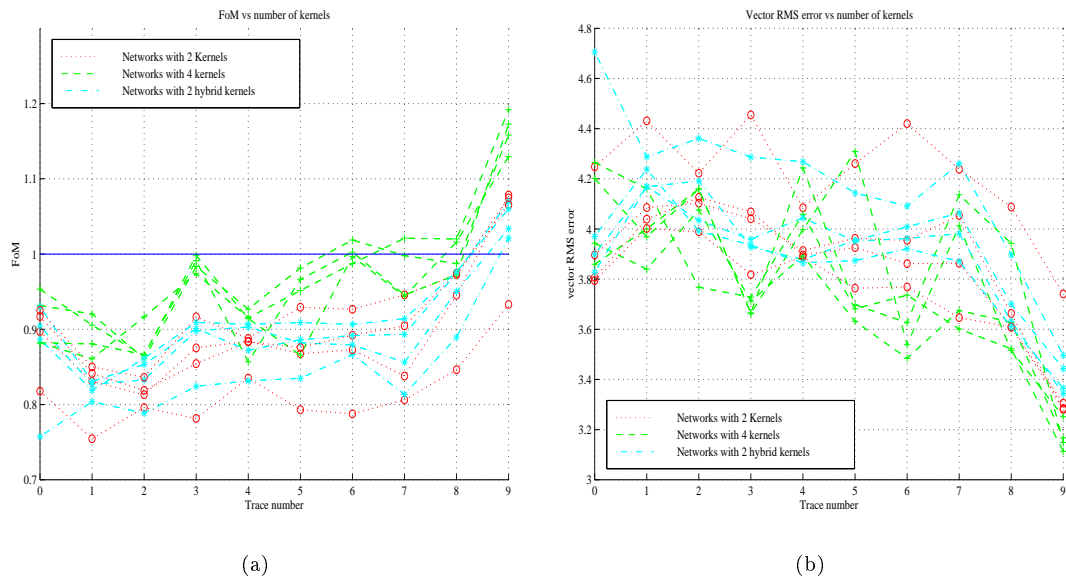 FoM vs number of kernels
Networks with 2 Kernels
Networks with 4 kernels
Networks with 2 hybrid kernels
1.2
1.1
1
0.9
0.8
0.7
FoM
0 1 2 3 4 5 6 7 8 9
Trace number
(a)
Vector RMS error vs number of kernels
4.8
4.6
4.4
4.2
4
3.8
3.6
3.4
3.2
3
vector RMS error
Networks with 2 Kernels
Networks with 4 kernels
Networks with 2 hybrid kernels
0 1 2 3 4 5 6 7 8 9
Trace number
(b)